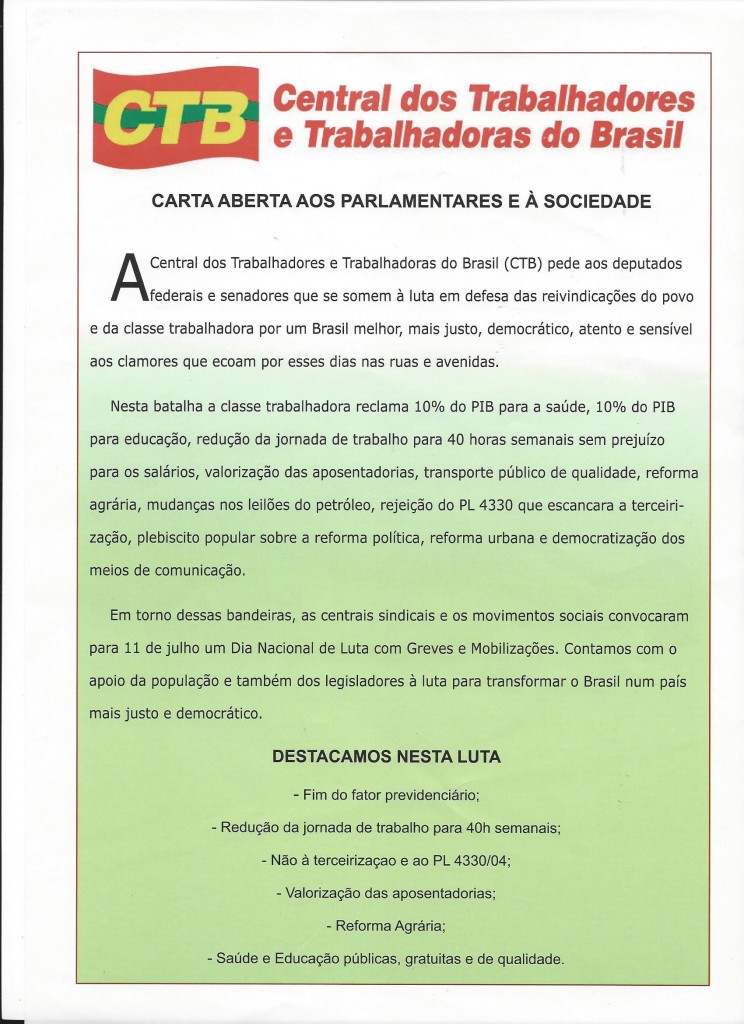 CTB
Central dos Trabalhadores
e Trabalhadoras do Brasil
CARTA ABERTA AOS PARLAMENTARES E À SOCIEDADE
A Central dos Trabalhadores e Trabalhadoras do Brasil (CTB) pede aos deputados
federais e senadores que se somem à luta em defesa das reivindicações do povo
e da classe trabalhadora por um Brasil melhor, mais justo, democrático, atento e sensível
aos clamores que ecoam por esses dias nas ruas e avenidas.
Nesta batalha a classe trabalhadora reclama 10% do PIB para a saúde, 10% do PIB
para educação, redução da jornada de trabalho para 40 horas semanais sem prejuízo
para os salários, valorização das aposentadorias, transporte público de qualidade, reforma
agrária, mudanças nos leilões do petróleo, rejeição do PL 4330 que escancara a terceiri-
zação, plebiscito popular sobre a reforma política, reforma urbana e democratização dos
meios de comunicação.
Em torno dessas bandeiras, as centrais sindicais e os movimentos sociais convocaram
para 11 de julho um Dia Nacional de Luta com Greves e Mobilizações. Contamos com o
apoio da população e também dos legisladores à luta para transformar o Brasil num país
mais justo e democrático.
DESTACAMOS NESTA LUTA
- Fim do fator previdenciário;
- Redução da jornada de trabalho para 40h semanais;
- Não à terceirizaçao e ao PL 4330/04;
- Valorização das aposentadorias;
- Reforma Agrária;
- Saúde e Educação públicas, gratuitas e de qualidade.